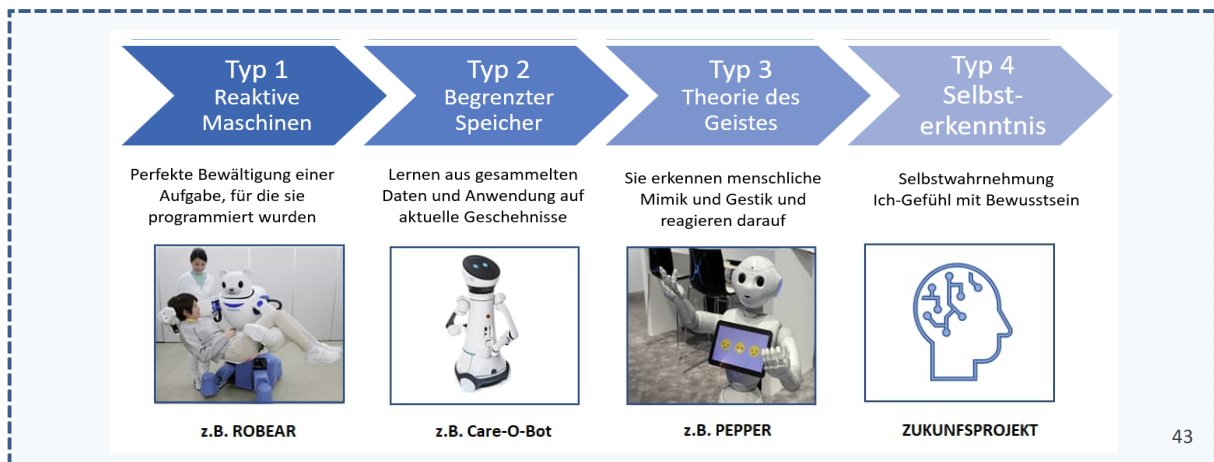 Typ 1
Reaktive
Maschinen
Typ 2
Begrenzter
Speicher
Typ 3
Theorie des
Geistes
Typ 4
Selbst-
erkenntnis
Perfekte Bewältigung einer
Aufgabe, für die sie
programmiert wurden
Lernen aus gesammelten
Daten und Anwendung auf
aktuelle Geschehnisse
Sie erkennen menschliche
Mimik und Gestik und
reagieren darauf
Selbstwahrnehmung
Ich-Gefühl mit Bewusstsein
z.B. ROBEAR
z.B. Care-O-Bot
z.B. PEPPER
ZUKUNFSPROJEKT
43